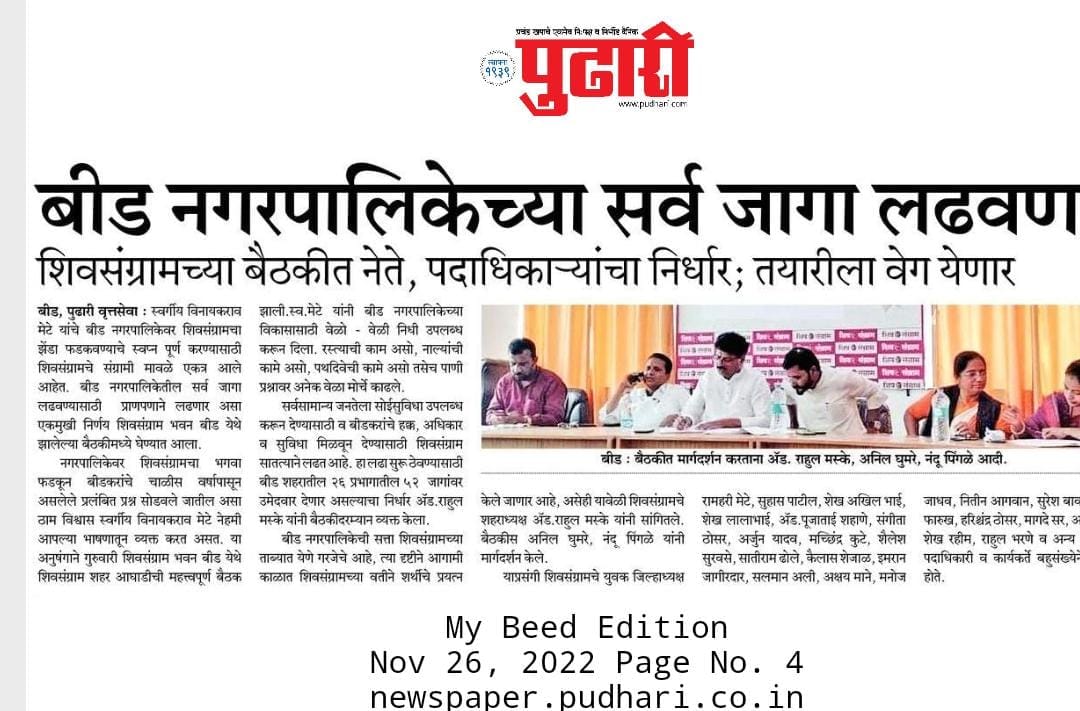 प्रचंड खपाचे एकमेव नि:पक्ष व निर्भीड दैनिक
स्थापना
१९३९
पुढारी
www.pudhari.com
बीड नगरपालिकेच्या सर्व जागा लढवण
शिवसंग्रामच्या बैठकीत नेते, पदाधिकाऱ्यांचा निर्धार; तयारीला वेग येणार
बीड, पुढारी वृत्तसेवा : स्वर्गीय विनायकराव
मेटे यांचे बीड नगरपालिकेवर शिवसंग्रामचा
झेंडा फडकवण्याचे स्वप्न पूर्ण करण्यासाठी
शिवसंग्रामचे संग्रामी मावळे एकत्र आले
आहेत. बीड नगरपालिकेतील सर्व जागा
लढवण्यासाठी प्राणपणाने लढणार असा
एकमुखी निर्णय शिवसंग्राम भवन बीड येथे
झालेल्या बैठकीमध्ये घेण्यात आला.
नगरपालिकेवर शिवसंग्रामचा भगवा
फडकून बीडकरांचे चाळीस वर्षापासून
असलेले प्रलंबित प्रश्न सोडवले जातील असा
ठाम विश्वास स्वर्गीय विनायकराव मेटे नेहमी
आपल्या भाषणातून व्यक्त करत असत. या
अनुषंगाने गुरुवारी शिवसंग्राम भवन बीड येथे
शिवसंग्राम शहर आघाडीची महत्त्वपूर्ण बैठक
झाली.स्व.मेटे यांनी बीड नगरपालिकेच्या
विकासासाठी वेळो - वेळी निधी उपलब्ध
करून दिला. रस्त्याची काम असो, नाल्यांची
कामे असो, पथदिवेची कामे असो तसेच पाणी
प्रश्नावर अनेक वेळा मोर्चे काढले.
सर्वसामान्य जनतेला सोईसुविधा उपलब्ध
करून देण्यासाठी व बीडकरांचे हक्क, अधिकार
व सुविधा मिळवून देण्यासाठी शिवसंग्राम
सातत्याने लढत आहे. हा लढा सुरू ठेवण्यासाठी
बीड शहरातील २६ प्रभागातील ५२ जागांवर
उमेदवार देणार असल्याचा निर्धार अ‍ॅड.राहुल
मस्के यांनी बैठकीदरम्यान व्यक्त केला.
बीड नगरपालिकेची सत्ता शिवसंग्रामच्या
ताब्यात येणे गरजेचे आहे, त्या दृष्टीने आगामी
काळात शिवसंग्रामच्या वतीने शर्थीचे प्रयत्न
बीड : बैठकीत मार्गदर्शन करताना अ‍ॅड. राहुल मस्के, अनिल घुमरे, नंदू पिंगळे आदी.
केले जाणार आहे, असेही यावेळी शिवसंग्रामचे
शहराध्यक्ष अ‍ॅड.राहुल मस्के यांनी सांगितले.
बैठकीस अनिल घुमरे, नंदू पिंगळे यांनी
मार्गदर्शन केले.
याप्रसंगी शिवसंग्रामचे युवक जिल्हाध्यक्ष
रामहरी मेटे, सुहास पाटील, शेख अखिल भाई,
शेख लालाभाई, अ‍ॅड.पूजाताई शहाणे, संगीता
ठोसर, अर्जुन यादव, मच्छिंद्र कुटे, शैलेश
सुरवसे, सातीराम ढोले, कैलास शेजाळ, इमरान
जागीरदार, सलमान अली, अक्षय माने, मनोज
जाधव, नितीन आगवान, सुरेश बाव
फारुख, हरिश्चंद्र ठोसर, मागदे सर, अ
शेख रहीम, राहुल भरणे व अन्य
पदाधिकारी व कार्यकर्ते बहुसंख्येन
होते.
My Beed Edition
Nov 26, 2022 Page No. 4
newspaper.pudhari.co.in